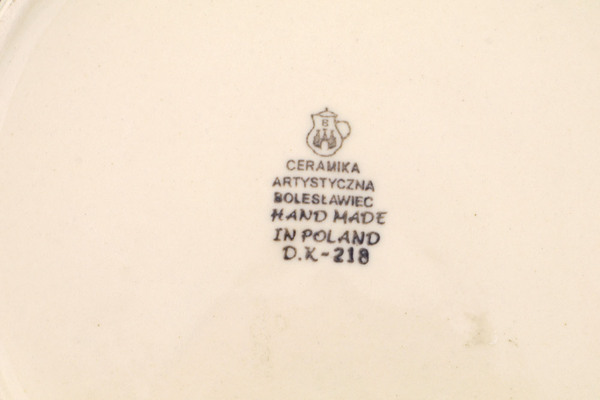 B
CERAMIKA
ARTYSTYCZNA
BOLESŁAWIEC
HAND MADE
IN POLAND
D.K-218